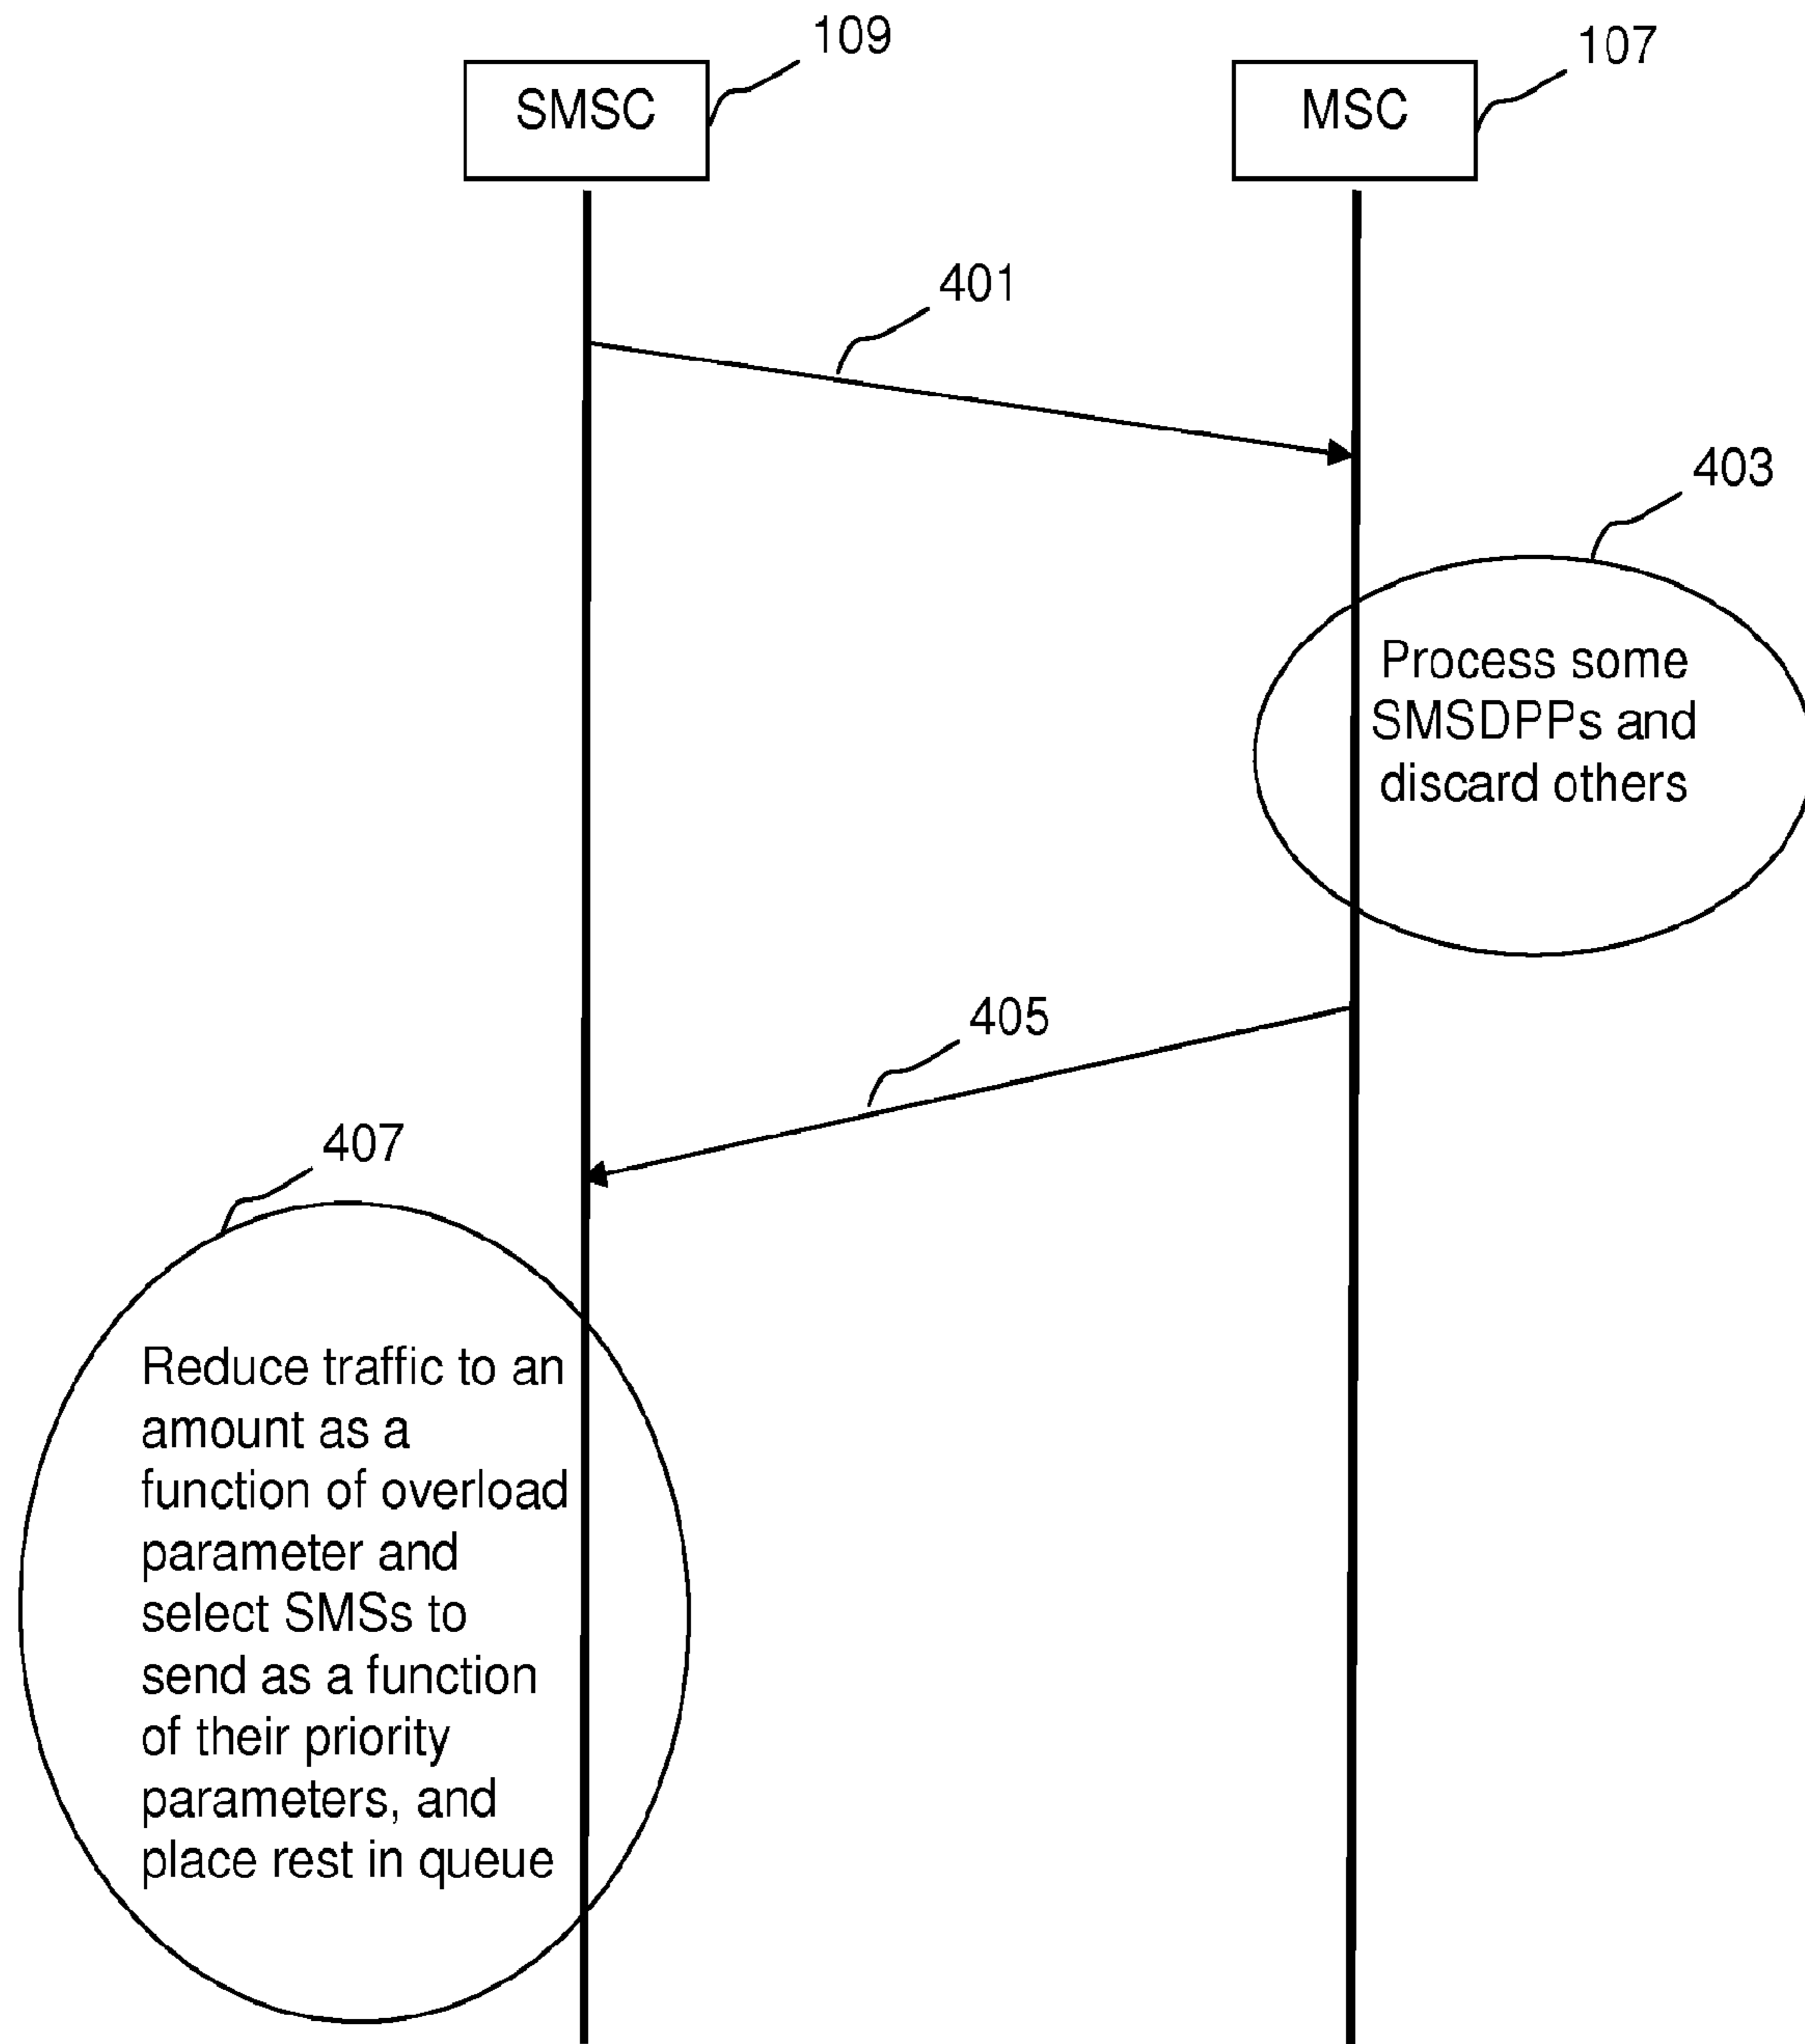 109
107
SMSC
MSC
401
403
Process some
SMSDPPs and
discard others
405
407
Reduce traffic to an
amount as a
function of overload
parameter and
select SMSs to
send as a function
of their priority
parameters, and
place rest in queue